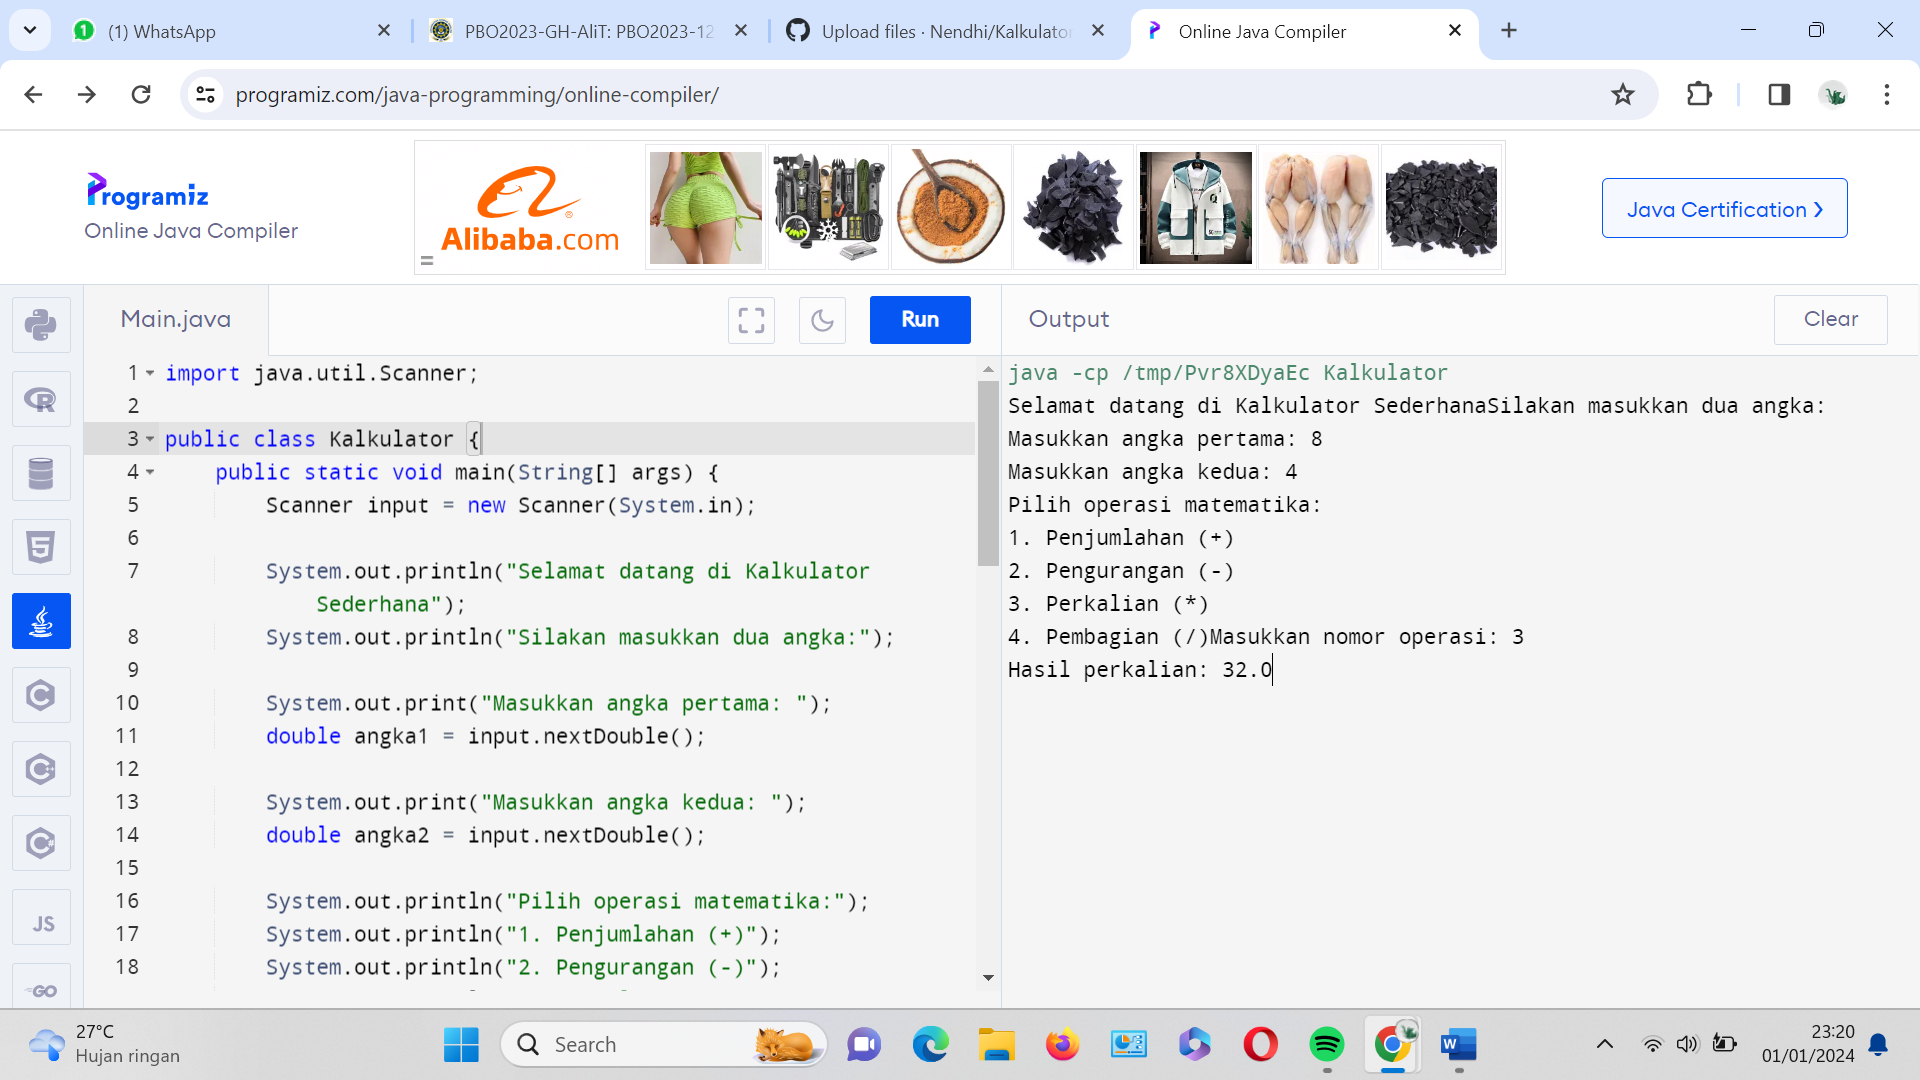 (1) WhatsApp
PBO2023-GH-AliT: PBO2023-12
Upload files · Nendhi/Kalkulator
Online Java Compiler
programiz.com/java-programming/online-compiler/
Programiz
Online Java Compiler
Alibaba.com
Java Certification ›
Main.java
Run
Output
Clear
1 import java.util.Scanner;
2
3 public class Kalkulator {
4 public static void main(String[] args) {
5 Scanner input = new Scanner(System.in);
6
7 System.out.println("Selamat datang di Kalkulator
Sederhana");
8 System.out.println("Silakan masukkan dua angka:");
9
10 System.out.print("Masukkan angka pertama: ");
11 double angka1 = input.nextDouble();
12
13 System.out.print("Masukkan angka kedua: ");
14 double angka2 = input.nextDouble();
15
16 System.out.println("Pilih operasi matematika:");
17 System.out.println("1. Penjumlahan (+)");
18 System.out.println("2. Pengurangan (-)");
java -cp /tmp/Pvr8XDyaEc Kalkulator
Selamat datang di Kalkulator SederhanaSilakan masukkan dua angka:
Masukkan angka pertama: 8
Masukkan angka kedua: 4
Pilih operasi matematika:
1. Penjumlahan (+)
2. Pengurangan (-)
3. Perkalian (*)
4. Pembagian (/)Masukkan nomor operasi: 3
Hasil perkalian: 32.0
JS
GO
27°C
Hujan ringan
Search
23:20
01/01/2024